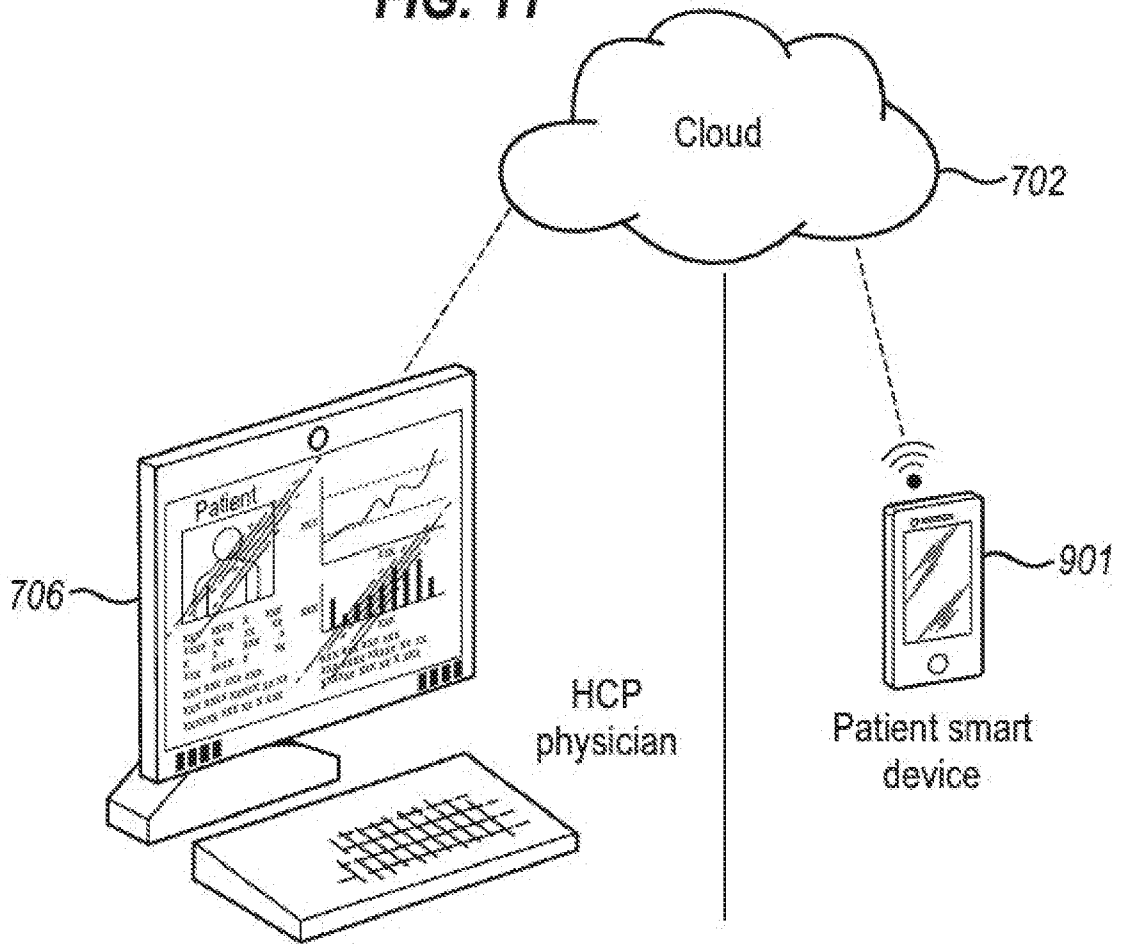 FIG. 11
Cloud
702
Patient
706
901
HCP
physician
Patient smart
device